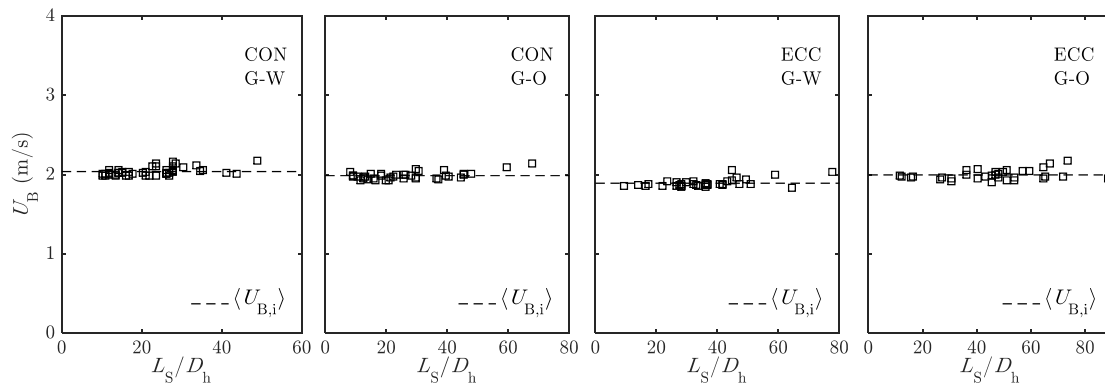 4
3
2
1
0
U_B (m/s)
CON
G-W
⟨U_B,i⟩
0 20 40 60
L_S/D_h
CON
G-O
⟨U_B,i⟩
0 20 40 60 80
L_S/D_h
ECC
G-W
⟨U_B,i⟩
0 20 40 60 80
L_S/D_h
ECC
G-O
⟨U_B,i⟩
0 20 40 60 80
L_S/D_h